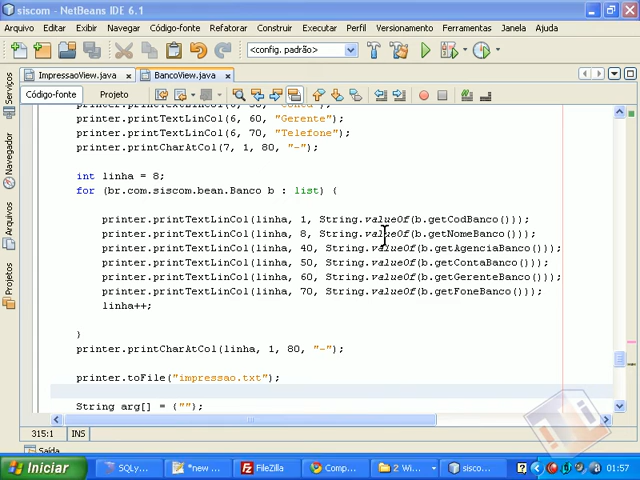 siscom - NetBeans IDE 6.1
Arquivo Editar Exibir Navegar Código-fonte Refatorar Construir Executar Perfil Versionamento Ferramentas Janela Ajuda
<config. padrão>
ImpressaoView.java BancoView.java
Código-fonte Projeto
Serviços
Navegador
Arquivos
Projetos
printer.printTextLinCol(6, 60, "Gerente");
printer.printTextLinCol(6, 70, "Telefone");
printer.printCharAtCol(7, 1, 80, "-");
int linha = 8;
for (br.com.siscom.bean.Banco b : list) {
printer.printTextLinCol(linha, 1, String.valueOf(b.getCodBanco()));
printer.printTextLinCol(linha, 8, String.valueOf(b.getNomeBanco()));
printer.printTextLinCol(linha, 40, String.valueOf(b.getAgenciaBanco()));
printer.printTextLinCol(linha, 50, String.valueOf(b.getContaBanco()));
printer.printTextLinCol(linha, 60, String.valueOf(b.getGerenteBanco()));
printer.printTextLinCol(linha, 70, String.valueOf(b.getFoneBanco()));
linha++;
}
printer.printCharAtCol(linha, 1, 80, "-");
printer.toFile("impressao.txt");
String arg[] = {""};
315:1 INS
Saída
Iniciar SQLy... *new ... FileZilla Comp... 2 Wi... sisco... 01:57